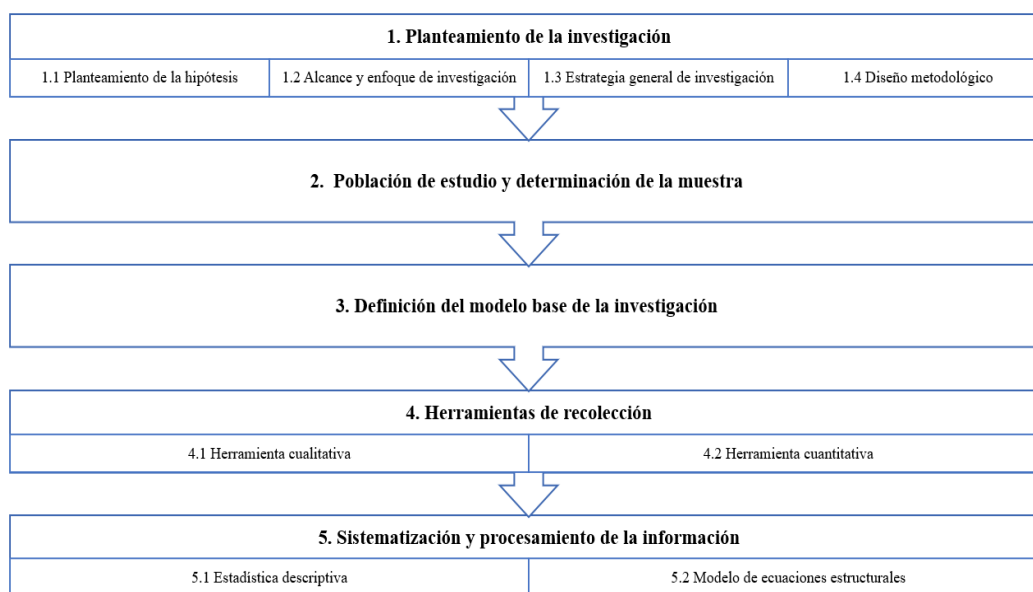 1. Planteamiento de la investigación
1.1 Planteamiento de la hipótesis
1.2 Alcance y enfoque de investigación
1.3 Estrategia general de investigación
1.4 Diseño metodológico
2. Población de estudio y determinación de la muestra
3. Definición del modelo base de la investigación
4. Herramientas de recolección
4.1 Herramienta cualitativa
4.2 Herramienta cuantitativa
5. Sistematización y procesamiento de la información
5.1 Estadística descriptiva
5.2 Modelo de ecuaciones estructurales